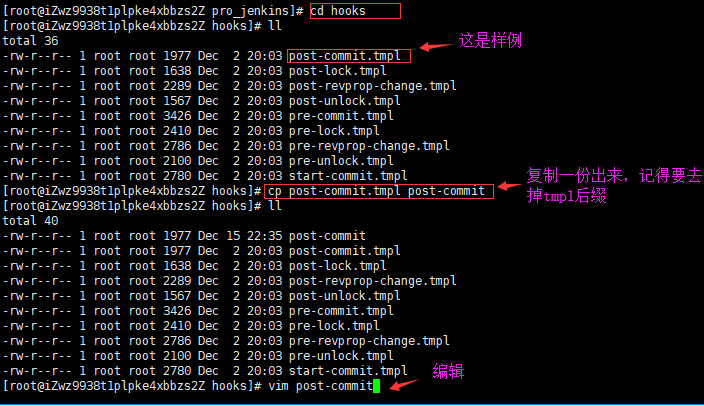 [root@iZwz9938t1plpke4xbbzs2Z pro_jenkins]# cd hooks
[root@iZwz9938t1plpke4xbbzs2Z hooks]# ll
total 36
-rw-r--r-- 1 root root 1977 Dec  2 20:03 post-commit.tmpl
这是样例
-rw-r--r-- 1 root root 1638 Dec  2 20:03 post-lock.tmpl
-rw-r--r-- 1 root root 2289 Dec  2 20:03 post-revprop-change.tmpl
-rw-r--r-- 1 root root 1567 Dec  2 20:03 post-unlock.tmpl
-rw-r--r-- 1 root root 3426 Dec  2 20:03 pre-commit.tmpl
-rw-r--r-- 1 root root 2410 Dec  2 20:03 pre-lock.tmpl
-rw-r--r-- 1 root root 2786 Dec  2 20:03 pre-revprop-change.tmpl
-rw-r--r-- 1 root root 2100 Dec  2 20:03 pre-unlock.tmpl
-rw-r--r-- 1 root root 2780 Dec  2 20:03 start-commit.tmpl
[root@iZwz9938t1plpke4xbbzs2Z hooks]# cp post-commit.tmpl post-commit
复制一份出来，记得要去
掉tmpl后缀
[root@iZwz9938t1plpke4xbbzs2Z hooks]# ll
total 40
-rw-r--r-- 1 root root 1977 Dec 15 22:35 post-commit
-rw-r--r-- 1 root root 1977 Dec  2 20:03 post-commit.tmpl
-rw-r--r-- 1 root root 1638 Dec  2 20:03 post-lock.tmpl
-rw-r--r-- 1 root root 2289 Dec  2 20:03 post-revprop-change.tmpl
-rw-r--r-- 1 root root 1567 Dec  2 20:03 post-unlock.tmpl
-rw-r--r-- 1 root root 3426 Dec  2 20:03 pre-commit.tmpl
-rw-r--r-- 1 root root 2410 Dec  2 20:03 pre-lock.tmpl
-rw-r--r-- 1 root root 2786 Dec  2 20:03 pre-revprop-change.tmpl
-rw-r--r-- 1 root root 2100 Dec  2 20:03 pre-unlock.tmpl
-rw-r--r-- 1 root root 2780 Dec  2 20:03 start-commit.tmpl
[root@iZwz9938t1plpke4xbbzs2Z hooks]# vim post-commit
编辑